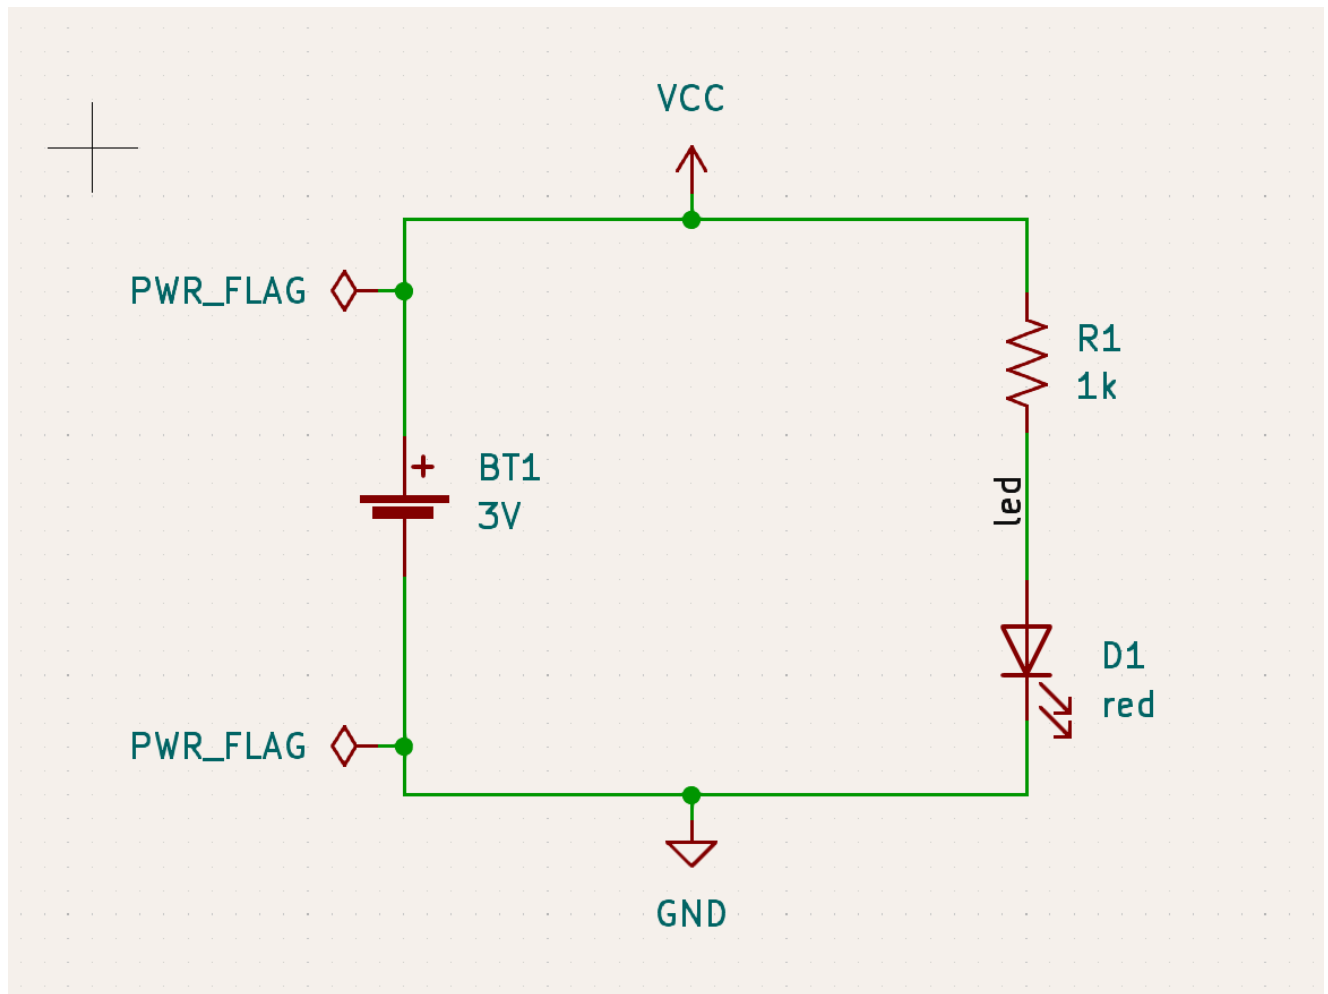 VCC
PWR_FLAG
R1
1k
BT1
3V
led
D1
red
PWR_FLAG
GND